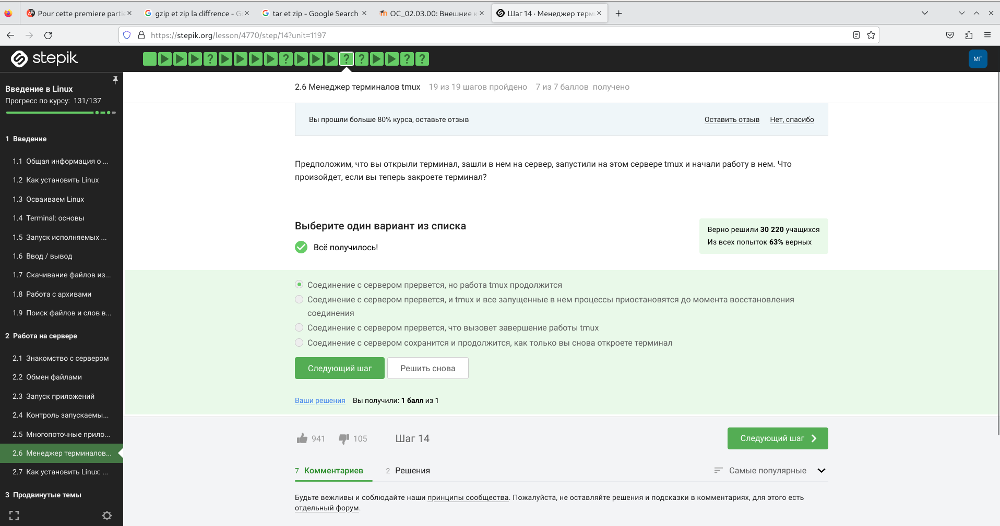 Pour cette premiere parti
gzip et zip la diffrence - G
tar et zip - Google Search
ОС_02.03.00: Внешние к
Шаг 14 · Менеджер терм
https://stepik.org/lesson/4770/step/14?unit=1197
stepik
МГ
Введение в Linux
Прогресс по курсу: 131/137
1 Введение
1.1 Общая информация о ...
1.2 Как установить Linux
1.3 Осваиваем Linux
1.4 Terminal: основы
1.5 Запуск исполняемых ...
1.6 Ввод / вывод
1.7 Скачивание файлов из...
1.8 Работа с архивами
1.9 Поиск файлов и слов в...
2 Работа на сервере
2.1 Знакомство с сервером
2.2 Обмен файлами
2.3 Запуск приложений
2.4 Контроль запускаемы...
2.5 Многопоточные прило...
2.6 Менеджер терминалов...
2.7 Как установить Linux: ...
3 Продвинутые темы
2.6 Менеджер терминалов tmux 19 из 19 шагов пройдено 7 из 7 баллов получено
Вы прошли больше 80% курса, оставьте отзыв Оставить отзыв Нет, спасибо
Предположим, что вы открыли терминал, зашли в нем на сервер, запустили на этом сервере tmux и начали работу в нем. Что
произойдет, если вы теперь закроете терминал?
Выберите один вариант из списка
Всё получилось!
Верно решили 30 220 учащихся
Из всех попыток 63% верных
Соединение с сервером прервется, но работа tmux продолжится
Соединение с сервером прервется, и tmux и все запущенные в нем процессы приостановятся до момента восстановления
соединения
Соединение с сервером прервется, что вызовет завершение работы tmux
Соединение с сервером сохранится и продолжится, как только вы снова откроете терминал
Следующий шаг Решить снова
Ваши решения Вы получили: 1 балл из 1
941 105 Шаг 14 Следующий шаг
7 Комментариев 2 Решения Самые популярные
Будьте вежливы и соблюдайте наши принципы сообщества. Пожалуйста, не оставляйте решения и подсказки в комментариях, для этого есть
отдельный форум.